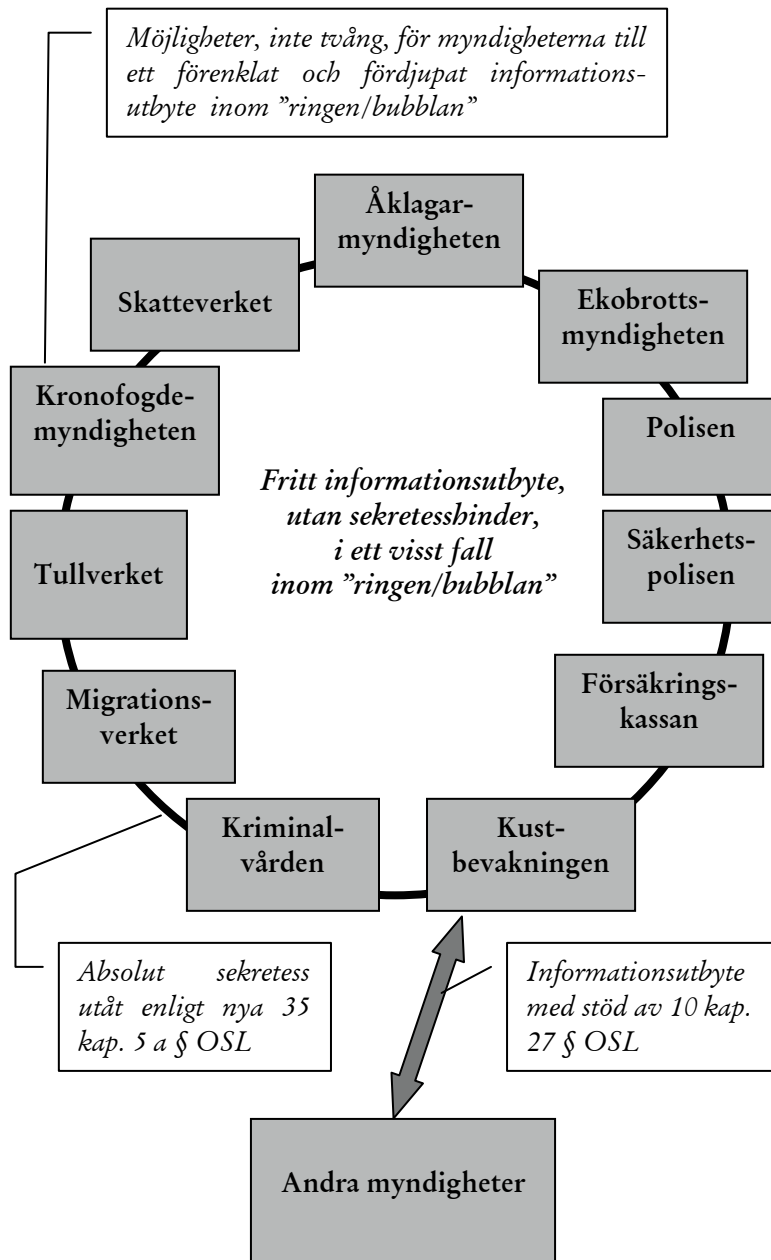 Möjligheter, inte tvång, för myndigheterna till
ett förenklat och fördjupat informations-
utbyte inom ”ringen/bubblan”
Åklagar-
myndigheten
Skatteverket
Ekobrotts-
myndigheten
Kronofogde-
myndigheten
Polisen
Fritt informationsutbyte,
utan sekretesshinder,
i ett visst fall
inom ”ringen/bubblan”
Tullverket
Säkerhets-
polisen
Migrations-
verket
Försäkrings-
kassan
Kriminal-
vården
Kust-
bevakningen
Absolut sekretess
utåt enligt nya 35
kap. 5 a § OSL
Informationsutbyte
med stöd av 10 kap.
27 § OSL
Andra myndigheter